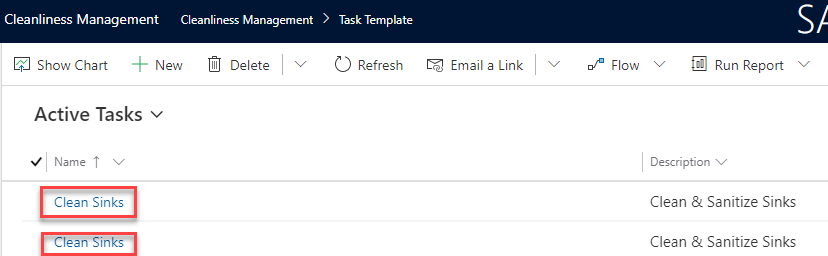 Cleanliness Management Cleanliness Management > Task Template SA
Show Chart New Delete Refresh Email a Link Flow Run Report
Active Tasks
Name ↑ Description
Clean Sinks Clean & Sanitize Sinks
Clean Sinks Clean & Sanitize Sinks